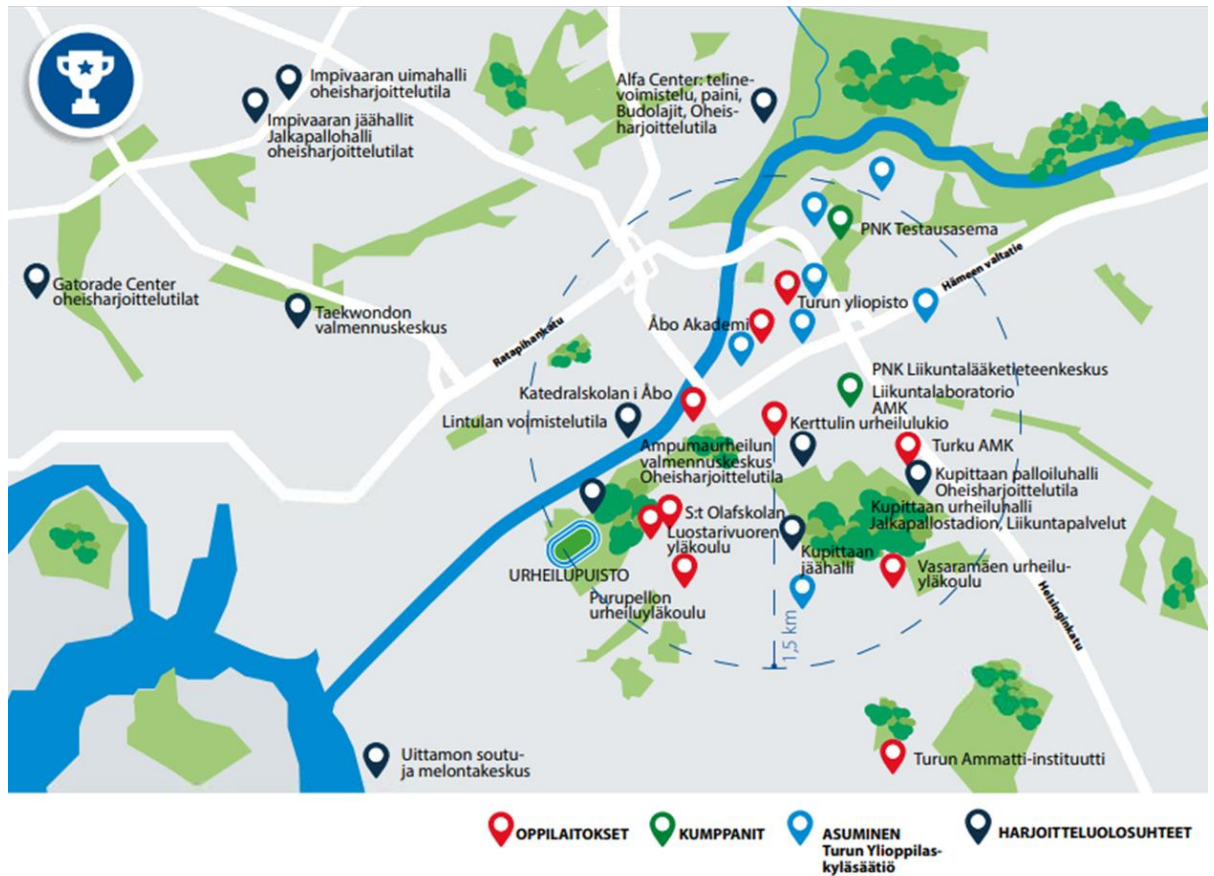 Impivaaran uimahalli
oheisharjoittelutila
Impivaaran jäähallit
Jalkapallohalli
oheisharjoittelutilat
Alfa Center: teline-
voimistelu, paini,
Budolajit, Oheis-
harjoittelutila
PNK Testausasema
Hämeen valtatie
Gatorade Center
oheisharjoittelutilat
Taekwondon
valmennuskeskus
Turun yliopisto
Åbo Akademi
Ratapihankatu
PNK Liikuntalääketieteenkeskus
Liikuntalaboratorio
AMK
Katedralskolan i Åbo
Lintulan voimistelutila
Kerttulin urheilulukio
Ampumaurheilun
valmennuskeskus
Oheisharjoittelutila
Turku AMK
Kupittaan palloiluhalli
Oheisharjoittelutila
Kupittaan urheiluhalli
Jalkapallostadion, Liikuntapalvelut
S:t Olafskolan
Luostarivuoren
yläkoulu
Kupittaan
jäähalli
URHEILUPUISTO
Purupellon
urheiluyläkoulu
Vasaramäen urheilu-
yläkoulu
1,5 km
Helsinginkatu
Uittamon soutu-
ja melontakeskus
Turun Ammatti-instituutti
OPPILAITOKSET
KUMPPANIT
ASUMINEN
Turun Ylioppilas-
kyläsäätiö
HARJOITTELUOLOSUHTEET